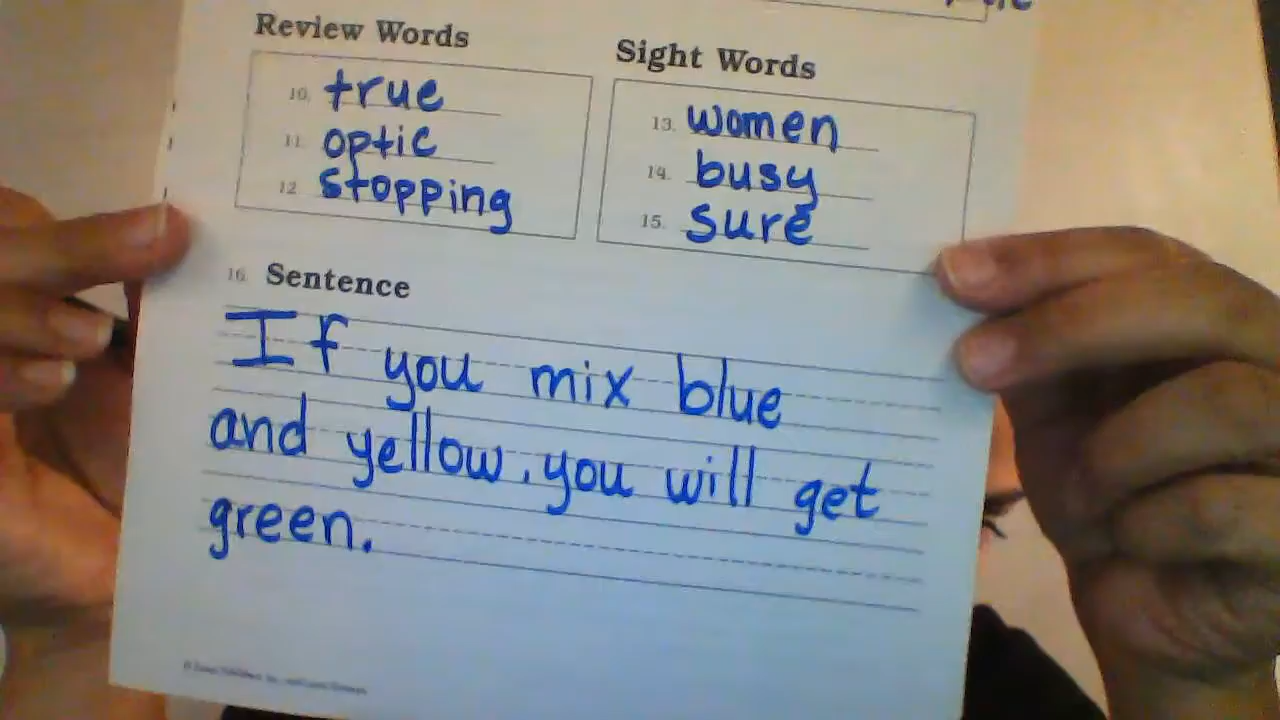 Review Words
10. true
11. optic
12. stopping
Sight Words
13. women
14. busy
15. sure
16. Sentence
If you mix blue
and yellow, you will get
green.